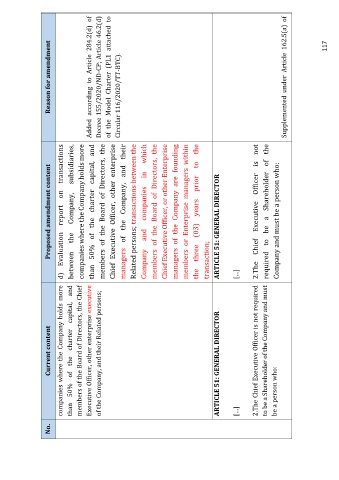 No.
Current content
Proposed amendment content
Reason for amendment
companies where the Company holds more
than 50% of the charter capital, and
members of the Board of Directors, the Chief
Executive Officer, other enterprise executive
of the Company, and their Related persons;
d) Evaluation report on transactions
between the Company, subsidiaries,
companies where the Company holds more
than 50% of the charter capital, and
members of the Board of Directors, the
Chief Executive Officer, other enterprise
managers of the Company, and their
Related persons; transactions between the
Company and companies in which
members of the Board of Directors, the
Chief Executive Officer, or other Enterprise
managers of the Company are founding
members or Enterprise managers within
the three (03) years prior to the
transaction;
Added according to Article 284.2(d) of
Decree 155/2020/ND-CP; Article 46.2(d)
of the Model Charter (PL1 attached to
Circular 116/2020/TT-BTC).
ARTICLE 51: GENERAL DIRECTOR
ARTICLE 51: GENERAL DIRECTOR
[...]
[...]
2.The Chief Executive Officer is not required
to be a Shareholder of the Company and must
be a person who:
2.The Chief Executive Officer is not
required to be a Shareholder of the
Company and must be a person who:
Supplemented under Article 162.5(a) of
117